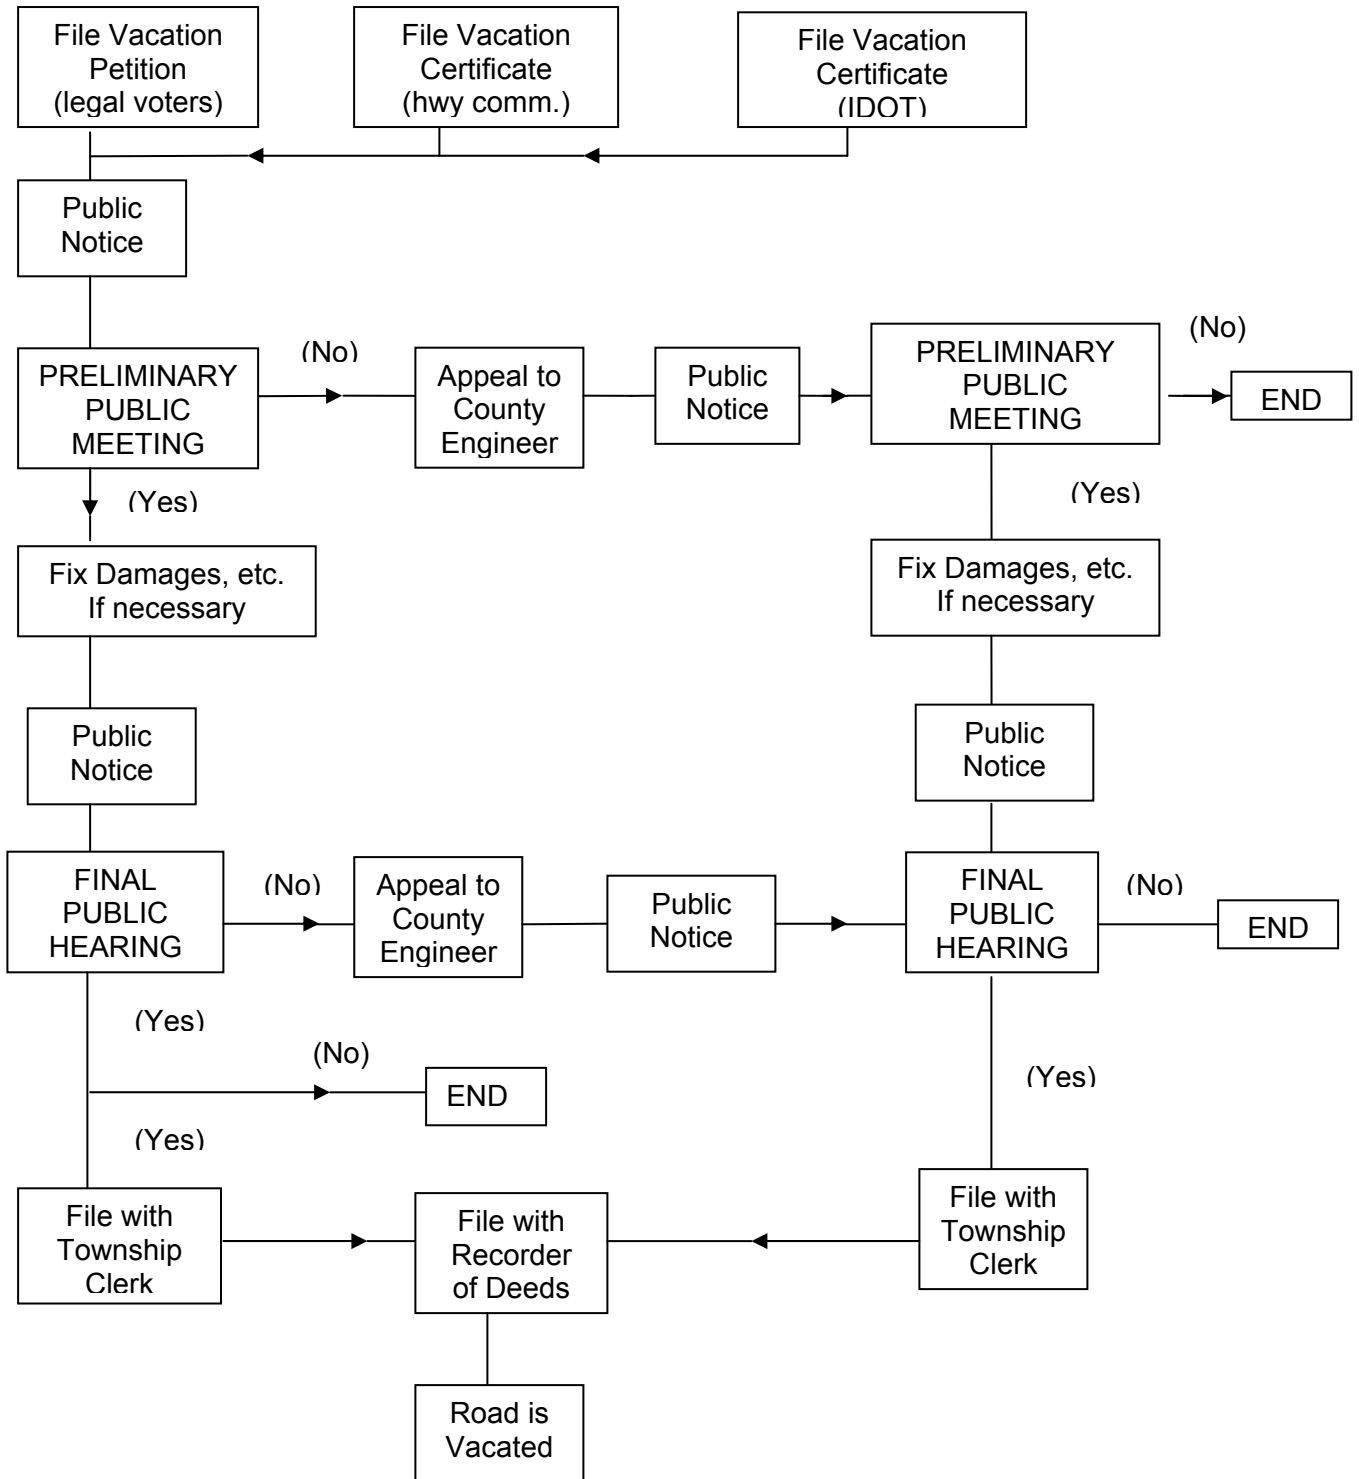 File Vacation
Petition
(legal voters)
File Vacation
Certificate
(hwy comm.)
File Vacation
Certificate
(IDOT)
Public
Notice
PRELIMINARY
PUBLIC
MEETING
(No)
Appeal to
County
Engineer
Public
Notice
PRELIMINARY
PUBLIC
MEETING
(No)
END
(Yes)
(Yes)
Fix Damages, etc.
If necessary
Fix Damages, etc.
If necessary
Public
Notice
Public
Notice
FINAL
PUBLIC
HEARING
(No)
Appeal to
County
Engineer
Public
Notice
FINAL
PUBLIC
HEARING
(No)
END
(Yes)
(No)
END
(Yes)
(Yes)
File with
Township
Clerk
File with
Recorder
of Deeds
File with
Township
Clerk
Road is
Vacated